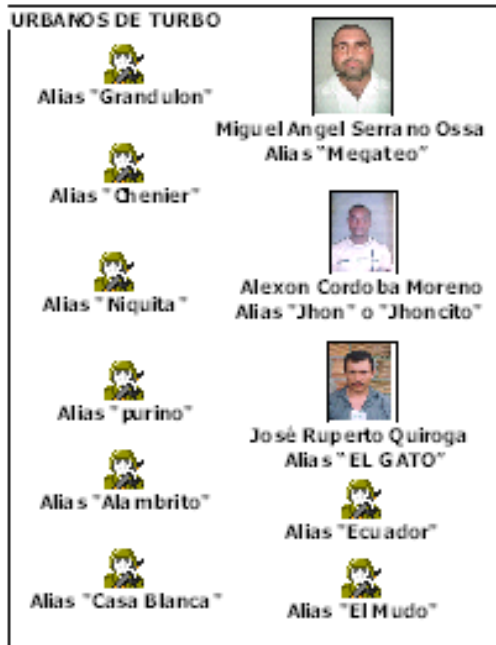 URBANOS DE TURBO
Alias "Grandulon"
Alias "Chenier"
Alias "Niquita"
Alias "purino"
Alias "Alambrito"
Alias "Casa Blanca"
Miguel Angel Serrano Ossa
Alias "Megateo"
Alexon Cordoba Moreno
Alias "Jhon" o "Jhoncito"
José Ruperto Quiroga
Alias "EL GATO"
Alias "Ecuador"
Alias "El Mudo"